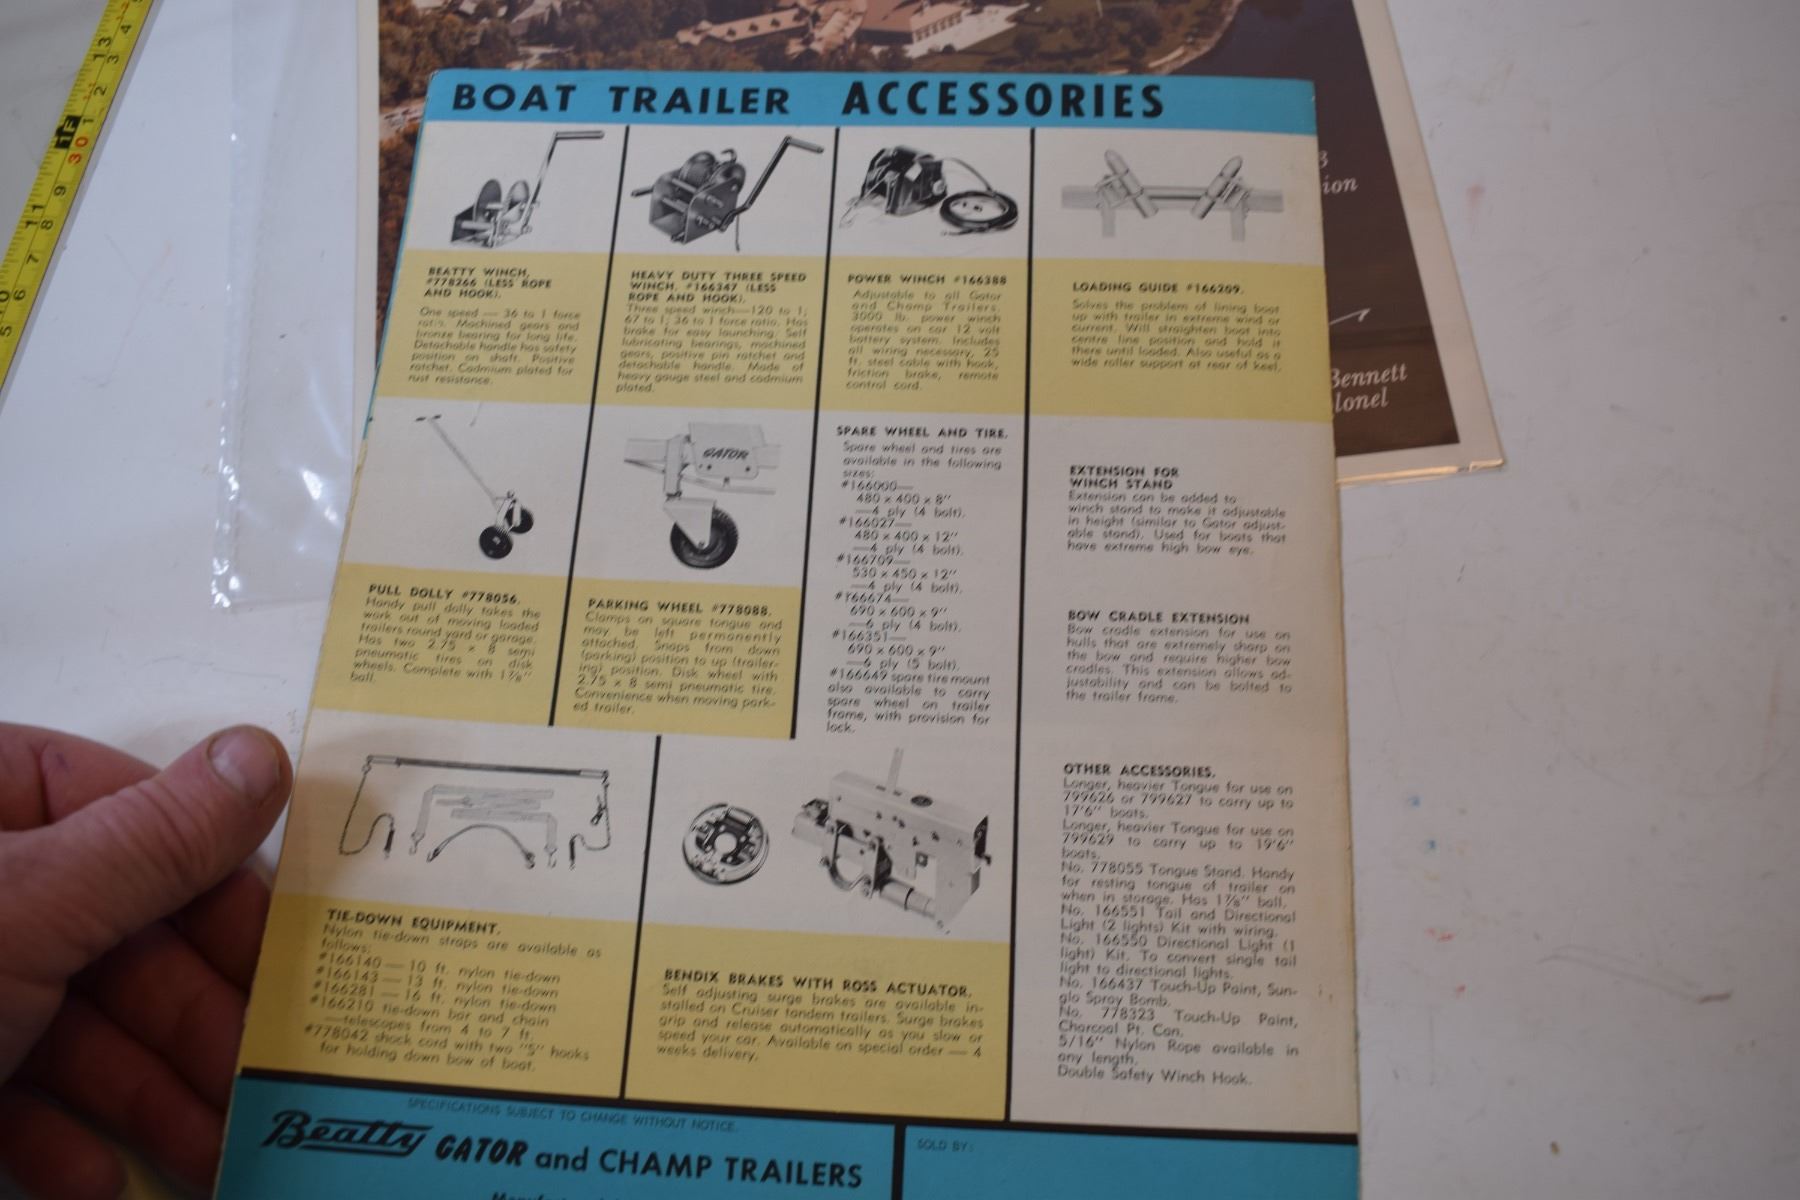 BOAT TRAILER ACCESSORIES
BEATTY WINCH,
#778266 (LESS ROPE
AND HOOK).
One speed — 36 to 1 force
ratio. Machined gears and
bronze bearing for long life.
Detachable handle has safety
position on shaft. Positive
ratchet. Cadmium plated for
rust resistance.
HEAVY DUTY THREE SPEED
WINCH, #166347 (LESS
ROPE AND HOOK).
Three speed winch—120 to 1;
67 to 1; 36 to 1 force ratio. Has
brake for easy launching. Self
lubricating bearings, machined
gears, positive pin ratchet and
detachable handle. Made of
heavy gauge steel and cadmium
plated.
POWER WINCH #166388
Adjustable to all Gator
and Champ Trailers.
3000 lb. power winch
operates on car 12 volt
battery system. Includes
all wiring necessary, 25
ft. steel cable with hook,
friction brake, remote
control cord.
LOADING GUIDE #166209.
Solves the problem of lining boat
up with trailer in extreme wind or
current. Will straighten boat into
centre line position and hold it
there until loaded. Also useful as a
wide roller support at rear of keel.
PULL DOLLY #778056.
Handy pull dolly takes the
work out of moving loaded
trailers round yard or garage.
Has two 2.75 x 8 semi
pneumatic tires on disk
wheels. Complete with 1⅞"
ball.
GATOR
PARKING WHEEL #778088.
Clamps on square tongue and
may be left permanently
attached. Snaps from down
(parking) position to up (trailer-
ing) position. Disk wheel with
2.75 x 8 semi pneumatic tire.
Convenience when moving park-
ed trailer.
SPARE WHEEL AND TIRE.
Spare wheel and tires are
available in the following
sizes:
#166000—
480 x 400 x 8"
—4 ply (4 bolt).
#166027—
480 x 400 x 12"
—4 ply (4 bolt).
#166709—
530 x 450 x 12"
—4 ply (4 bolt).
#166674—
690 x 600 x 9"
—6 ply (4 bolt).
#166351—
690 x 600 x 9"
—6 ply (5 bolt).
#166649 spare tire mount
also available to carry
spare wheel on trailer
frame, with provision for
lock.
EXTENSION FOR
WINCH STAND
Extension can be added to
winch stand to make it adjustable
in height (similar to Gator adjust-
able stand). Used for boats that
have extreme high bow eye.
BOW CRADLE EXTENSION
Bow cradle extension for use on
hulls that are extremely sharp on
the bow and require higher bow
cradles. This extension allows ad-
justability and can be bolted to
the trailer frame.
OTHER ACCESSORIES.
Longer, heavier Tongue for use on
799626 or 799627 to carry up to
17'6" boats.
Longer, heavier Tongue for use on
799629 to carry up to 19'6"
boats.
No. 778055 Tongue Stand. Handy
for resting tongue of trailer on
when in storage. Has 1⅞" ball.
No. 166551 Tail and Directional
Light (2 lights) Kit with wiring.
No. 166550 Directional Light (1
light) Kit. To convert single tail
light to directional lights.
No. 166437 Touch-Up Paint, Sun-
glo Spray Bomb.
No. 778323 Touch-Up Paint,
Charcoal Pt. Can.
5/16" Nylon Rope available in
any length.
Double Safety Winch Hook.
TIE-DOWN EQUIPMENT.
Nylon tie-down straps are available as
follows:
#166140 — 10 ft. nylon tie-down
#166143 — 13 ft. nylon tie-down
#166281 — 16 ft. nylon tie-down
#166210 tie-down bar and chain
—telescopes from 4 to 7 ft.
#778042 shock cord with two "S" hooks
for holding down bow of boat.
BENDIX BRAKES WITH ROSS ACTUATOR.
Self adjusting surge brakes are available in-
stalled on Cruiser tandem trailers. Surge brakes
grip and release automatically as you slow or
speed your car. Available on special order — 4
weeks delivery.
SPECIFICATIONS SUBJECT TO CHANGE WITHOUT NOTICE.
Beatty GATOR and CHAMP TRAILERS
SOLD BY:
3
ion
Bennett
lonel
13
12
1F
11
10
4
3
2
1
30
9
8
7
6
5